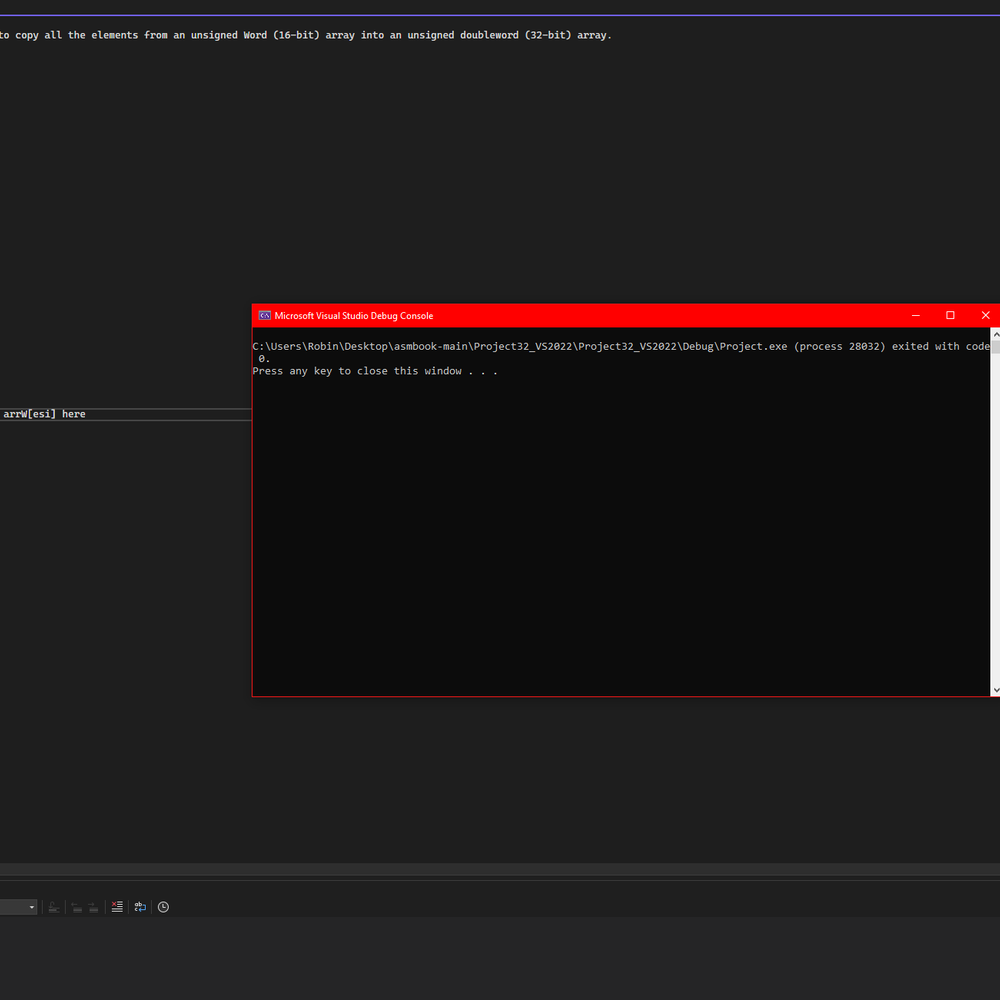 to copy all the elements from an unsigned Word (16-bit) array into an unsigned doubleword (32-bit) array.
Microsoft Visual Studio Debug Console
C:\Users\Robin\Desktop\asmbook-main\Project32_VS2022\Project32_VS2022\Debug\Project.exe (process 28032) exited with code
0.
Press any key to close this window . . .
arrW[esi] here